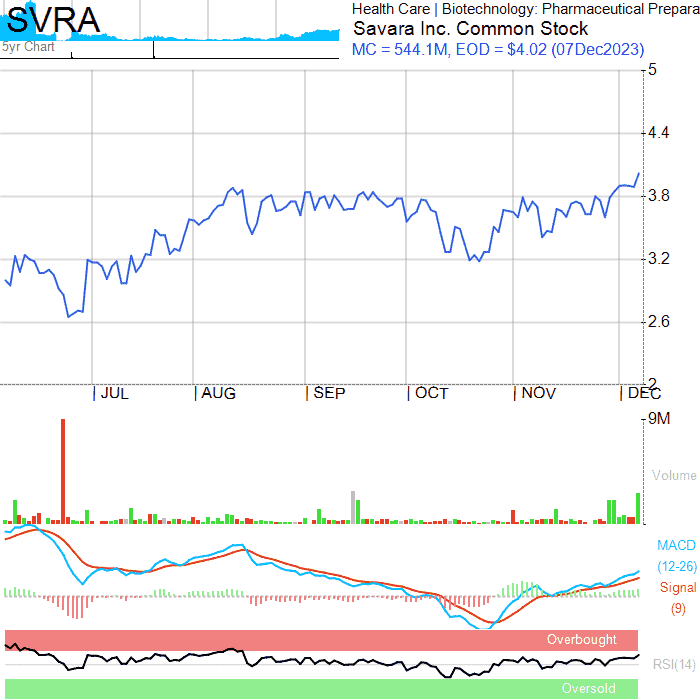 SVRA
5yr Chart
Health Care | Biotechnology: Pharmaceutical Prepara
Savara Inc. Common Stock
MC = 544.1M, EOD = $4.02 (07Dec2023)
5
4.4
3.8
3.2
2.6
2
JUL AUG SEP OCT NOV DEC
9M
Volume
MACD
(12-26)
Signal
(9)
Overbought
RSI(14)
Oversold